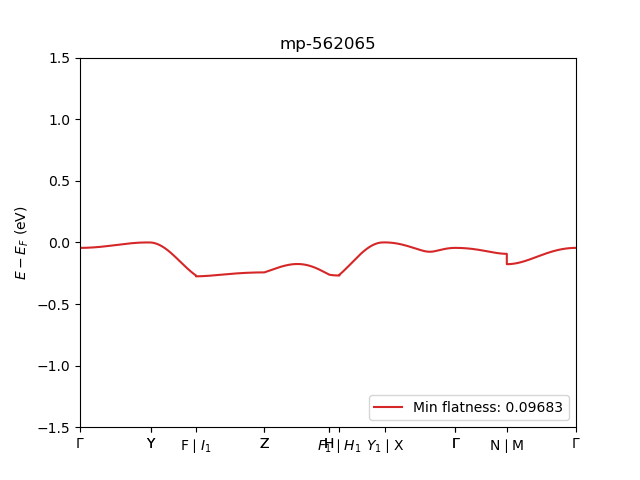 mp-562065
E − E_F (eV)
1.5
1.0
0.5
0.0
−0.5
−1.0
−1.5
Min flatness: 0.09683
Γ Y F | I₁ Z H F₁ | H₁ Y₁ | X Γ N | M Γ